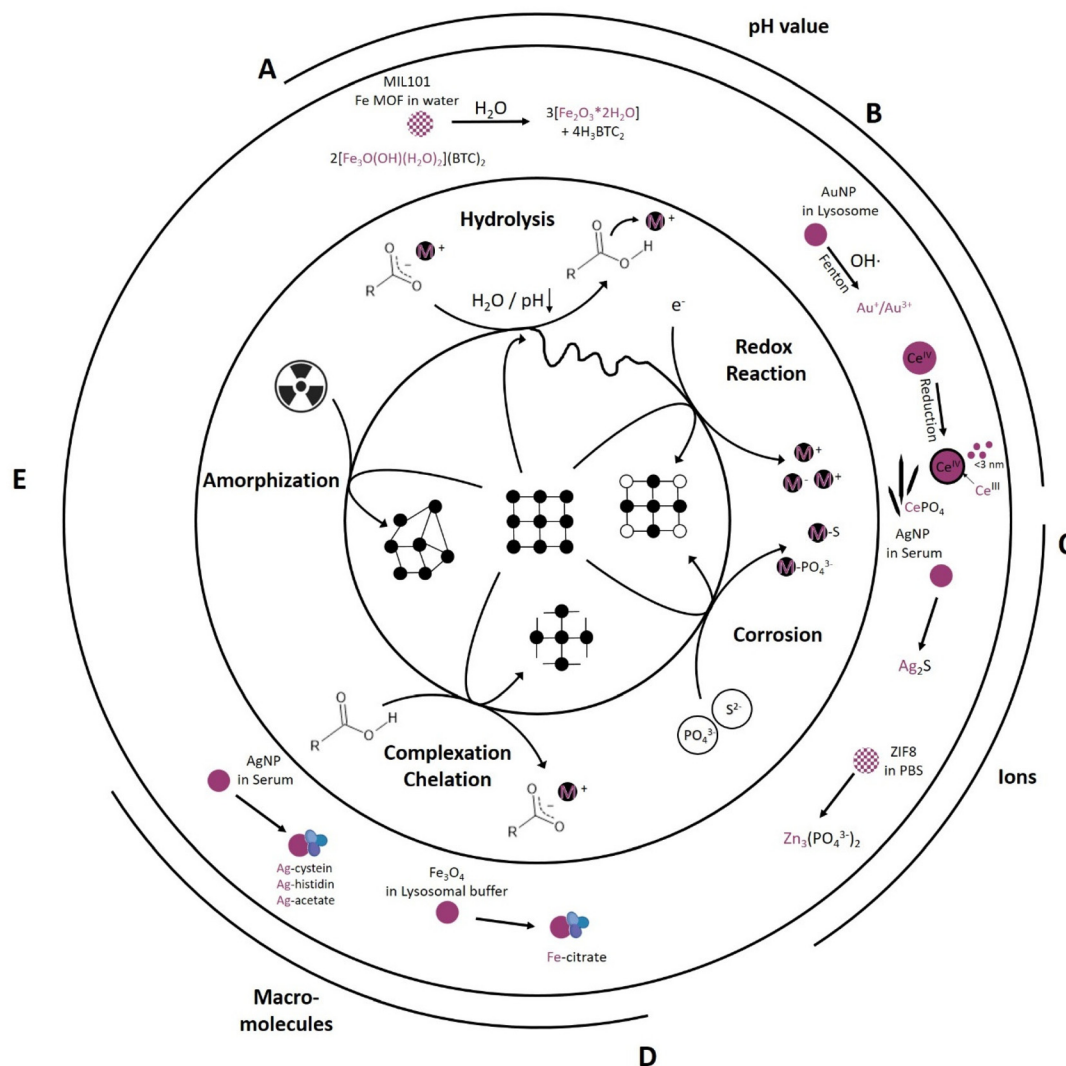 pH value
A
MIL101
Fe MOF in water
H₂O
3[Fe₂O₃*2H₂O]
+ 4H₃BTC₂
2[Fe₃O(OH)(H₂O)₂](BTC)₂
B
AuNP
in Lysosome
OH·
Fenton
Au⁺/Au³⁺
Hydrolysis
O
O
R
−
M +
O
O
H
R
M +
H₂O / pH↓
e⁻
Redox
Reaction
Ceᴵⱽ
Reduction
Ceᴵⱽ
<3 nm
Ceᴵᴵᴵ
CePO₄
M +
M -
M +
Amorphization
E
C
AgNP
in Serum
Ag₂S
M-S
M-PO₄³⁻
Corrosion
S²⁻
PO₄³⁻
ZIF8
in PBS
Zn₃(PO₄³⁻)₂
Ions
O
O
H
R
Complexation
Chelation
O
O
R
−
M +
AgNP
in Serum
Ag-cystein
Ag-histidin
Ag-acetate
Fe₃O₄
in Lysosomal buffer
Fe-citrate
Macro-
molecules
D